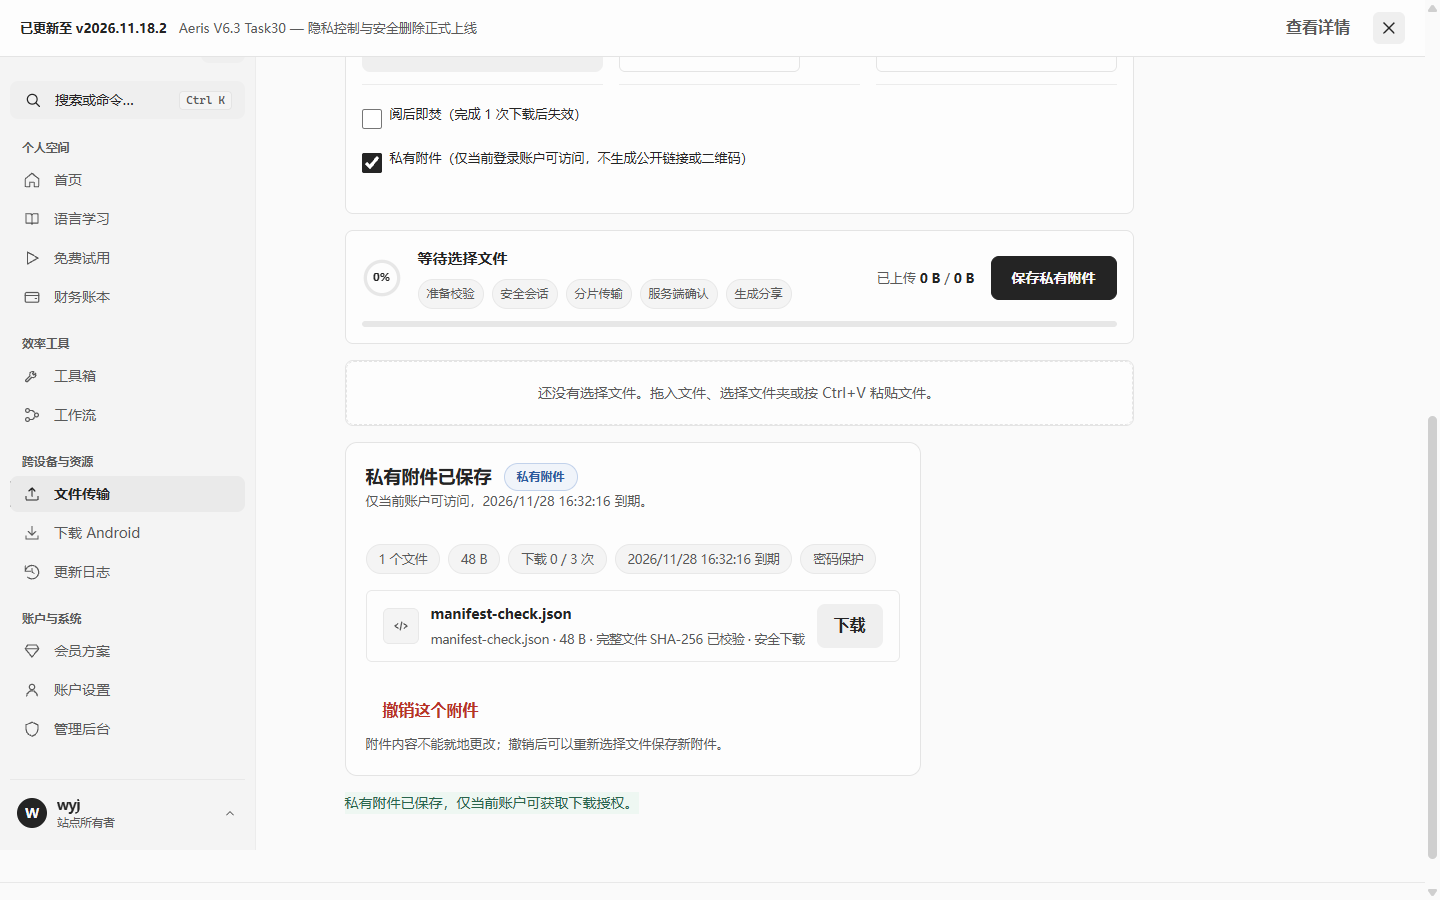 已更新至 v2026.11.18.2 Aeris V6.3 Task30 — 隐私控制与安全删除正式上线
查看详情
搜索或命令... Ctrl K
个人空间
首页
语言学习
免费试用
财务账本
效率工具
工具箱
工作流
跨设备与资源
文件传输
下载 Android
更新日志
账户与系统
会员方案
账户设置
管理后台
W
wyj
站点所有者
阅后即焚（完成 1 次下载后失效）
私有附件（仅当前登录账户可访问，不生成公开链接或二维码）
0%
等待选择文件
准备校验 安全会话 分片传输 服务端确认 生成分享
已上传 0 B / 0 B
保存私有附件
还没有选择文件。拖入文件、选择文件夹或按 Ctrl+V 粘贴文件。
私有附件已保存 私有附件
仅当前账户可访问，2026/11/28 16:32:16 到期。
1 个文件 48 B 下载 0 / 3 次 2026/11/28 16:32:16 到期 密码保护
</> manifest-check.json
manifest-check.json · 48 B · 完整文件 SHA-256 已校验 · 安全下载
下载
撤销这个附件
附件内容不能就地更改；撤销后可以重新选择文件保存新附件。
私有附件已保存，仅当前账户可获取下载授权。